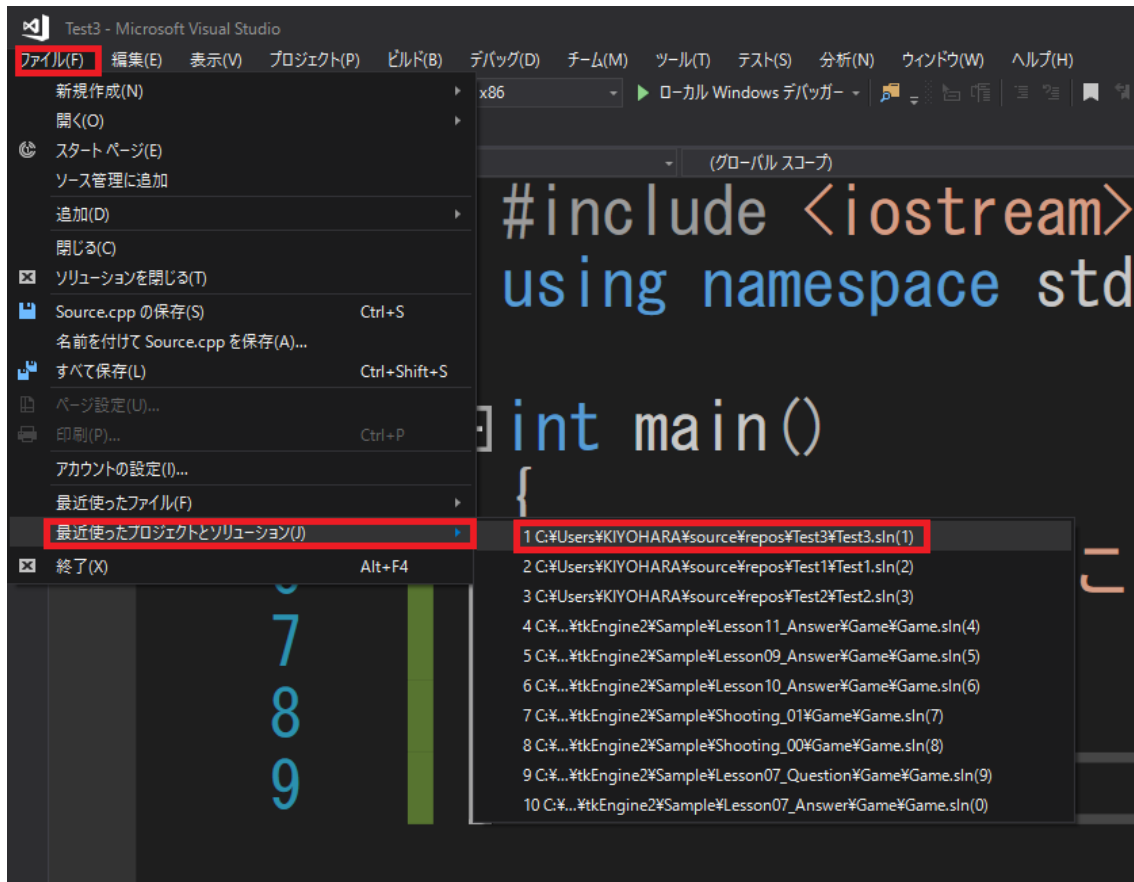 Test3 - Microsoft Visual Studio
ファイル(F) 編集(E) 表示(V) プロジェクト(P) ビルド(B) デバッグ(D) チーム(M) ツール(T) テスト(S) 分析(N) ウィンドウ(W) ヘルプ(H)
新規作成(N)
x86 ローカル Windows デバッガー
開く(O)
スタート ページ(E)
(グローバル スコープ)
ソース管理に追加
追加(D)
閉じる(C)
ソリューションを閉じる(T)
Source.cpp の保存(S) Ctrl+S
名前を付けて Source.cpp を保存(A)...
すべて保存(L) Ctrl+Shift+S
ページ設定(U)...
印刷(P)... Ctrl+P
アカウントの設定(I)...
最近使ったファイル(F)
最近使ったプロジェクトとソリューション(J)
終了(X) Alt+F4
#include <iostream>
using namespace std
int main()
{
こ
1 C:¥Users¥KIYOHARA¥source¥repos¥Test3¥Test3.sln(1)
2 C:¥Users¥KIYOHARA¥source¥repos¥Test1¥Test1.sln(2)
3 C:¥Users¥KIYOHARA¥source¥repos¥Test2¥Test2.sln(3)
4 C:¥...¥tkEngine2¥Sample¥Lesson11_Answer¥Game¥Game.sln(4)
5 C:¥...¥tkEngine2¥Sample¥Lesson09_Answer¥Game¥Game.sln(5)
6 C:¥...¥tkEngine2¥Sample¥Lesson10_Answer¥Game¥Game.sln(6)
7 C:¥...¥tkEngine2¥Sample¥Shooting_01¥Game¥Game.sln(7)
8 C:¥...¥tkEngine2¥Sample¥Shooting_00¥Game¥Game.sln(8)
9 C:¥...¥tkEngine2¥Sample¥Lesson07_Question¥Game¥Game.sln(9)
10 C:¥...¥tkEngine2¥Sample¥Lesson07_Answer¥Game¥Game.sln(0)
7
8
9